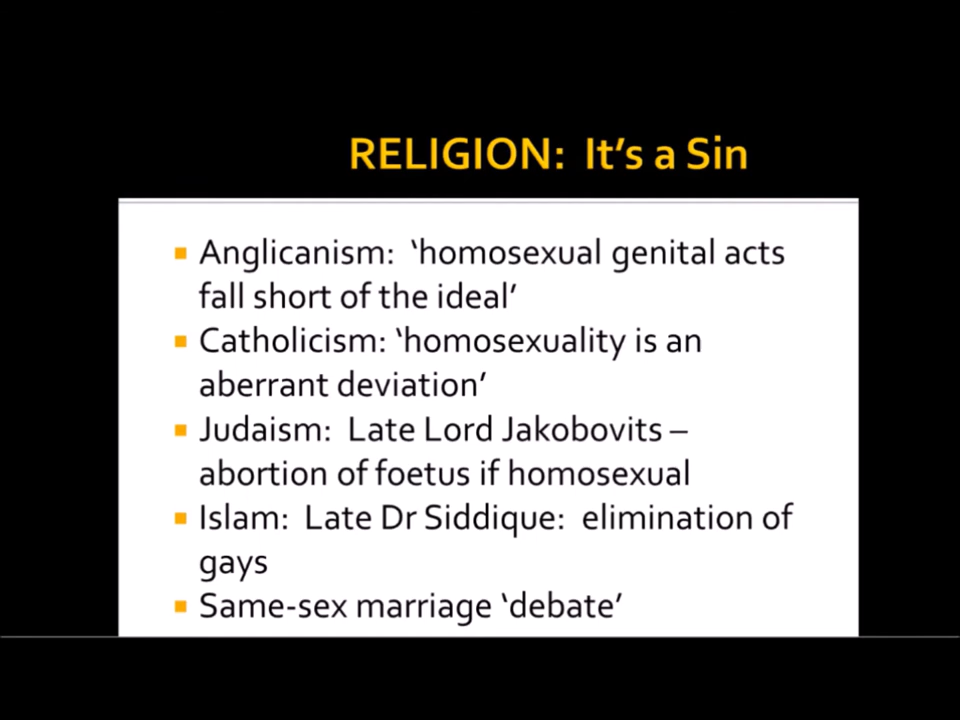 RELIGION: It's a Sin
Anglicanism: 'homosexual genital acts
fall short of the ideal'
Catholicism: 'homosexuality is an
aberrant deviation'
Judaism: Late Lord Jakobovits –
abortion of foetus if homosexual
Islam: Late Dr Siddique: elimination of
gays
Same-sex marriage 'debate'